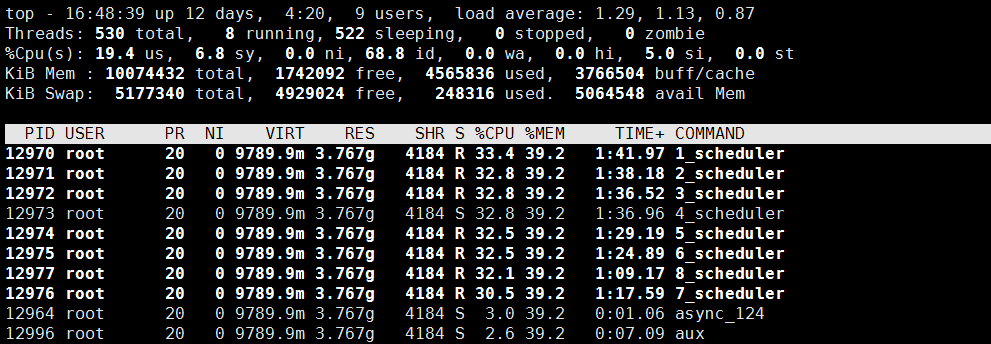 top - 16:48:39 up 12 days,  4:20,  9 users,  load average: 1.29, 1.13, 0.87
Threads: 530 total,   8 running, 522 sleeping,   0 stopped,   0 zombie
%Cpu(s): 19.4 us,  6.8 sy,  0.0 ni, 68.8 id,  0.0 wa,  0.0 hi,  5.0 si,  0.0 st
KiB Mem : 10074432 total,  1742092 free,  4565836 used,  3766504 buff/cache
KiB Swap:  5177340 total,  4929024 free,   248316 used.  5064548 avail Mem
  PID USER      PR  NI    VIRT    RES    SHR S %CPU %MEM     TIME+ COMMAND
12970 root      20   0 9789.9m 3.767g   4184 R 33.4 39.2   1:41.97 1_scheduler
12971 root      20   0 9789.9m 3.767g   4184 R 32.8 39.2   1:38.18 2_scheduler
12972 root      20   0 9789.9m 3.767g   4184 R 32.8 39.2   1:36.52 3_scheduler
12973 root      20   0 9789.9m 3.767g   4184 S 32.8 39.2   1:36.96 4_scheduler
12974 root      20   0 9789.9m 3.767g   4184 R 32.5 39.2   1:29.19 5_scheduler
12975 root      20   0 9789.9m 3.767g   4184 R 32.5 39.2   1:24.89 6_scheduler
12977 root      20   0 9789.9m 3.767g   4184 R 32.1 39.2   1:09.17 8_scheduler
12976 root      20   0 9789.9m 3.767g   4184 R 30.5 39.2   1:17.59 7_scheduler
12964 root      20   0 9789.9m 3.767g   4184 S  3.0 39.2   0:01.06 async_124
12996 root      20   0 9789.9m 3.767g   4184 S  2.6 39.2   0:07.09 aux